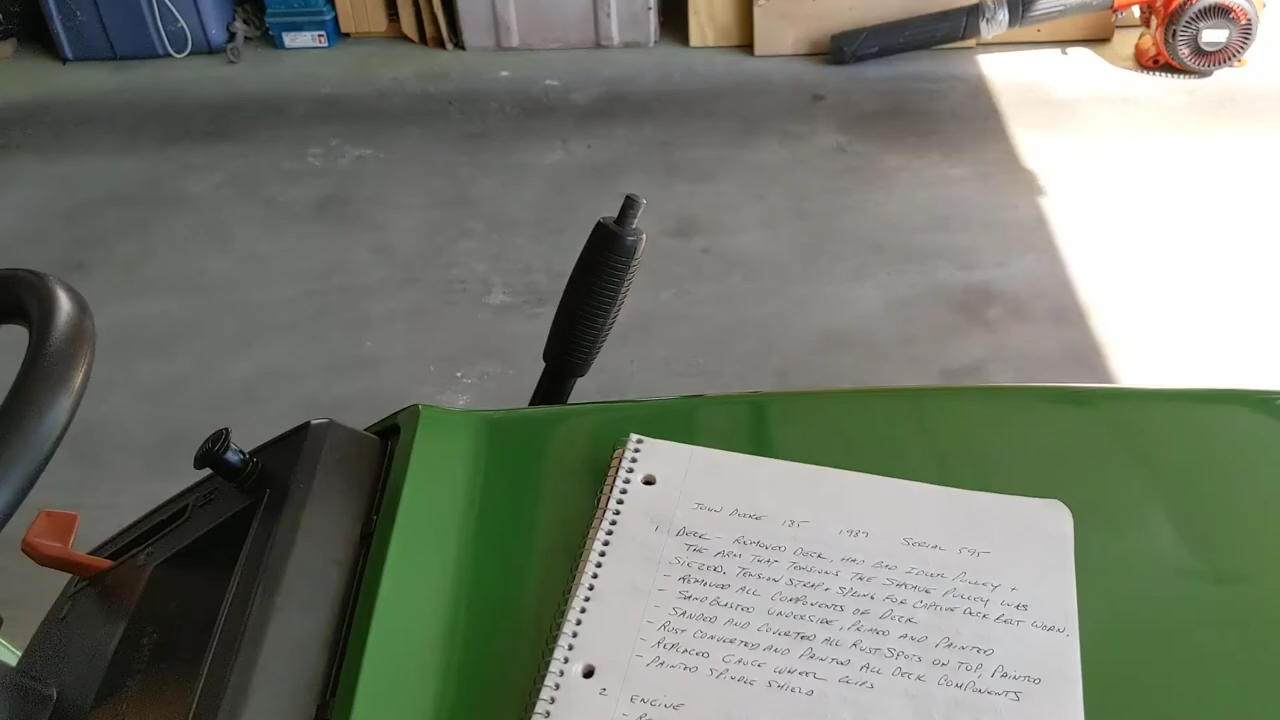 JOHN DEERE 185 1989 SERIAL 595
1. DECK - REMOVED DECK, HAD BAD IDLER PULLEY +
THE ARM THAT TENSIONS THE SHEAVE PULLEY WAS
SIEZED. TENSION STRAP + SPRING FOR CAPTIVE DECK BELT WORN.
- REMOVED ALL COMPONENTS OF DECK
- SANDBLASTED UNDERSIDE, PRIMED AND PAINTED
- SANDED AND COVERTED ALL RUST SPOTS ON TOP, PAINTED
- RUST CONVERTED AND PAINTED ALL DECK COMPONENTS
- REPLACED GAUGE WHEEL CLIPS
- PAINTED SPINDLE SHIELD
2 ENGINE